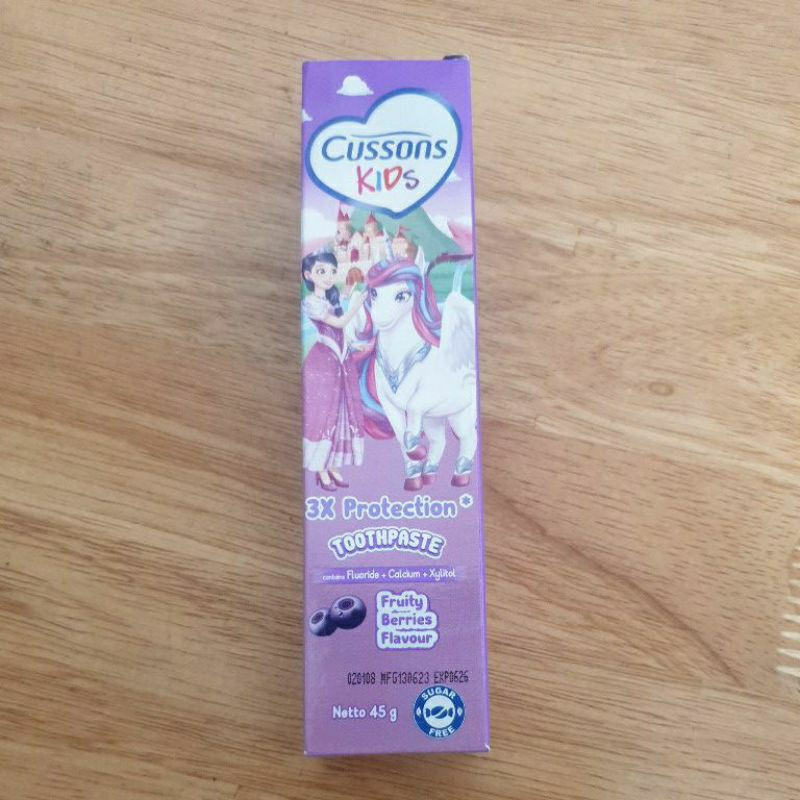 Cussons
KIDS
3X Protection*
TOOTHPASTE
contains Fluoride + Calcium + Xylitol
Fruity
Berries
Flavour
020108 MFG130623 EXP0626
Netto 45 g
SUGAR
FREE